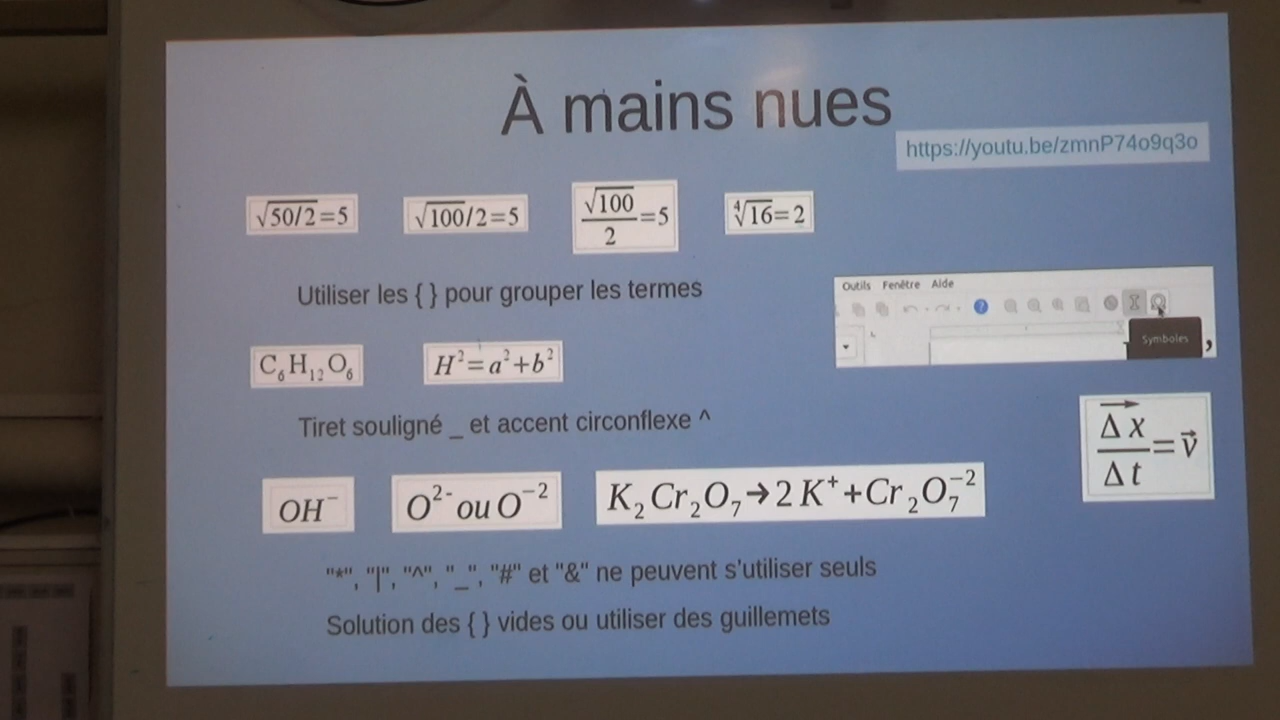 À mains nues
https://youtu.be/zmnP74o9q3o
√50/2=5
√100/2=5
√100/2=5
∜16=2
Utiliser les { } pour grouper les termes
Outils Fenêtre Aide
Symboles ,
C₆H₁₂O₆
H²=a²+b²
Tiret souligné _ et accent circonflexe ^
Δx/Δt=v⃗
OH⁻
O²⁻ ou O⁻²
K₂Cr₂O₇→2K⁺+Cr₂O₇⁻²
"*", "|", "^", "_", "#" et "&" ne peuvent s'utiliser seuls
Solution des { } vides ou utiliser des guillemets